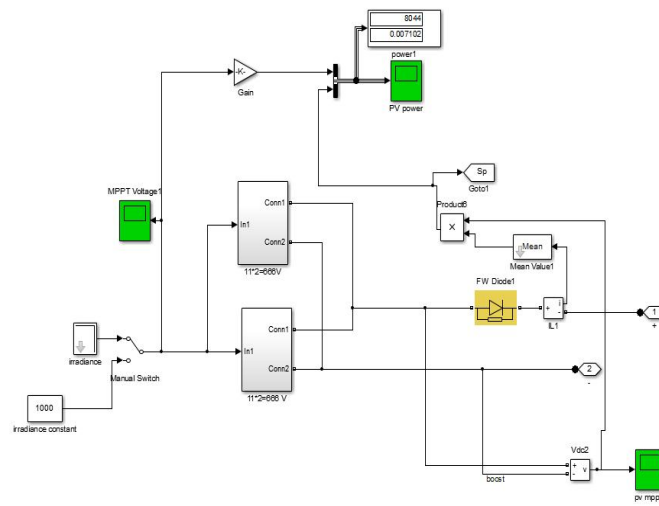 8044
0.007102
power1
-K-
Gain
PV power
Sp
Goto1
MPPT Voltage1
Product6
X
Conn1
In1
Conn2
11*2=666V
Mean
Mean Value1
FW Diode1
+
i
-
IL1
1
+
Conn1
In1
Conn2
11*2=666 V
irradiance
Manual Switch
2
-
1000
irradiance constant
Vdc2
+
-
v
boost
pv mpp